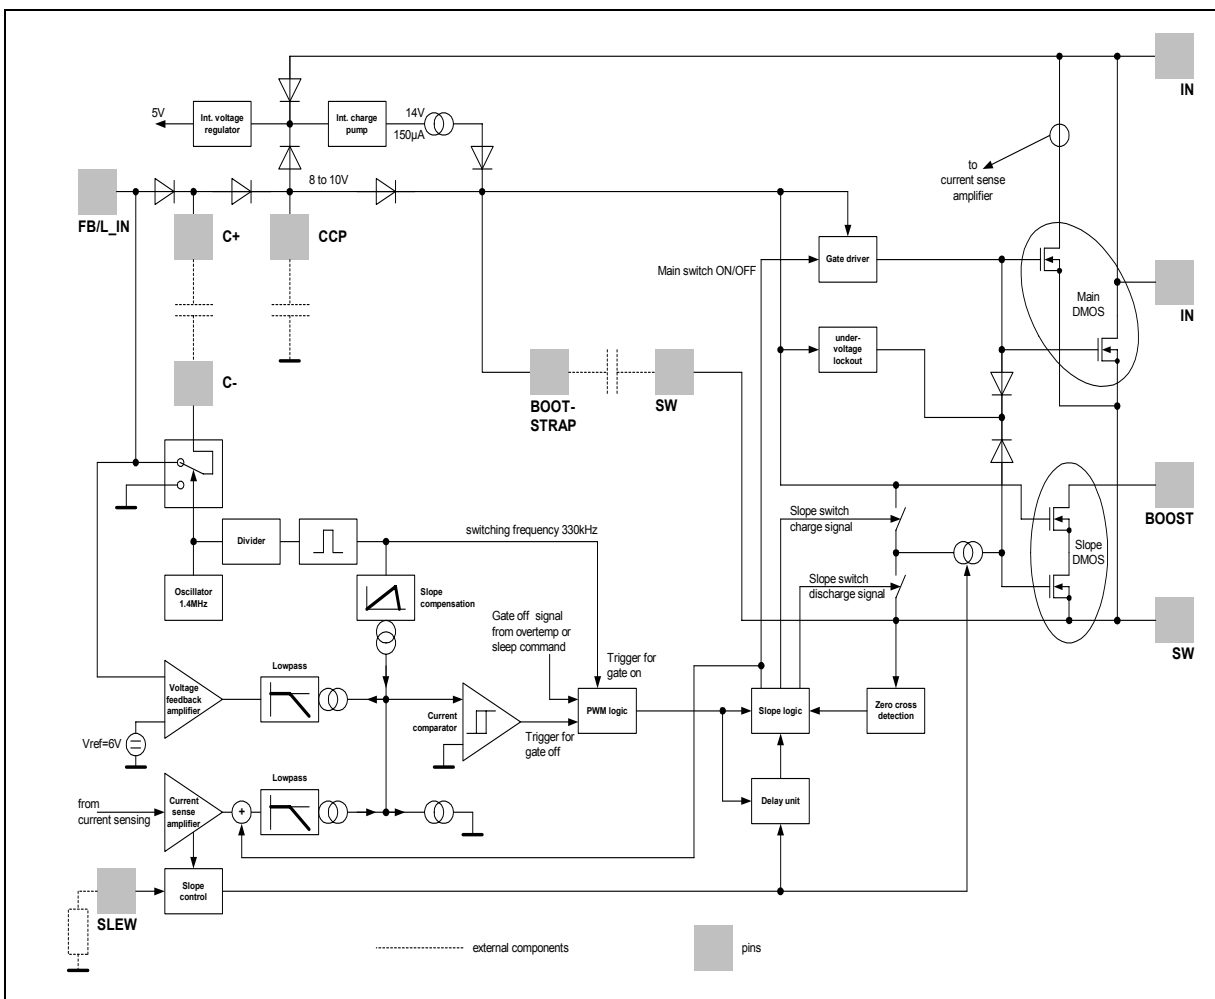 IN
5V
Int. voltage
regulator
Int. charge
pump
14V
150µA
to
current sense
amplifier
FB/L_IN
8 to 10V
C+
CCP
Main switch ON/OFF
Gate driver
Main
DMOS
IN
under-
voltage
lockout
C-
BOOT-
STRAP
SW
BOOST
Slope switch
charge signal
Slope
DMOS
Divider
switching frequency 330kHz
Oscillator
1.4MHz
Slope
compensation
Slope switch
discharge signal
Gate off signal
from overtemp or
sleep command
SW
Trigger for
gate on
Lowpass
Voltage
feedback
amplifier
Current
comparator
PWM logic
Slope logic
Zero cross
detection
Vref=6V
Trigger for
gate off
Lowpass
from
current sensing
Current
sense
amplifier
+
Delay unit
Slope
control
SLEW
external components
pins